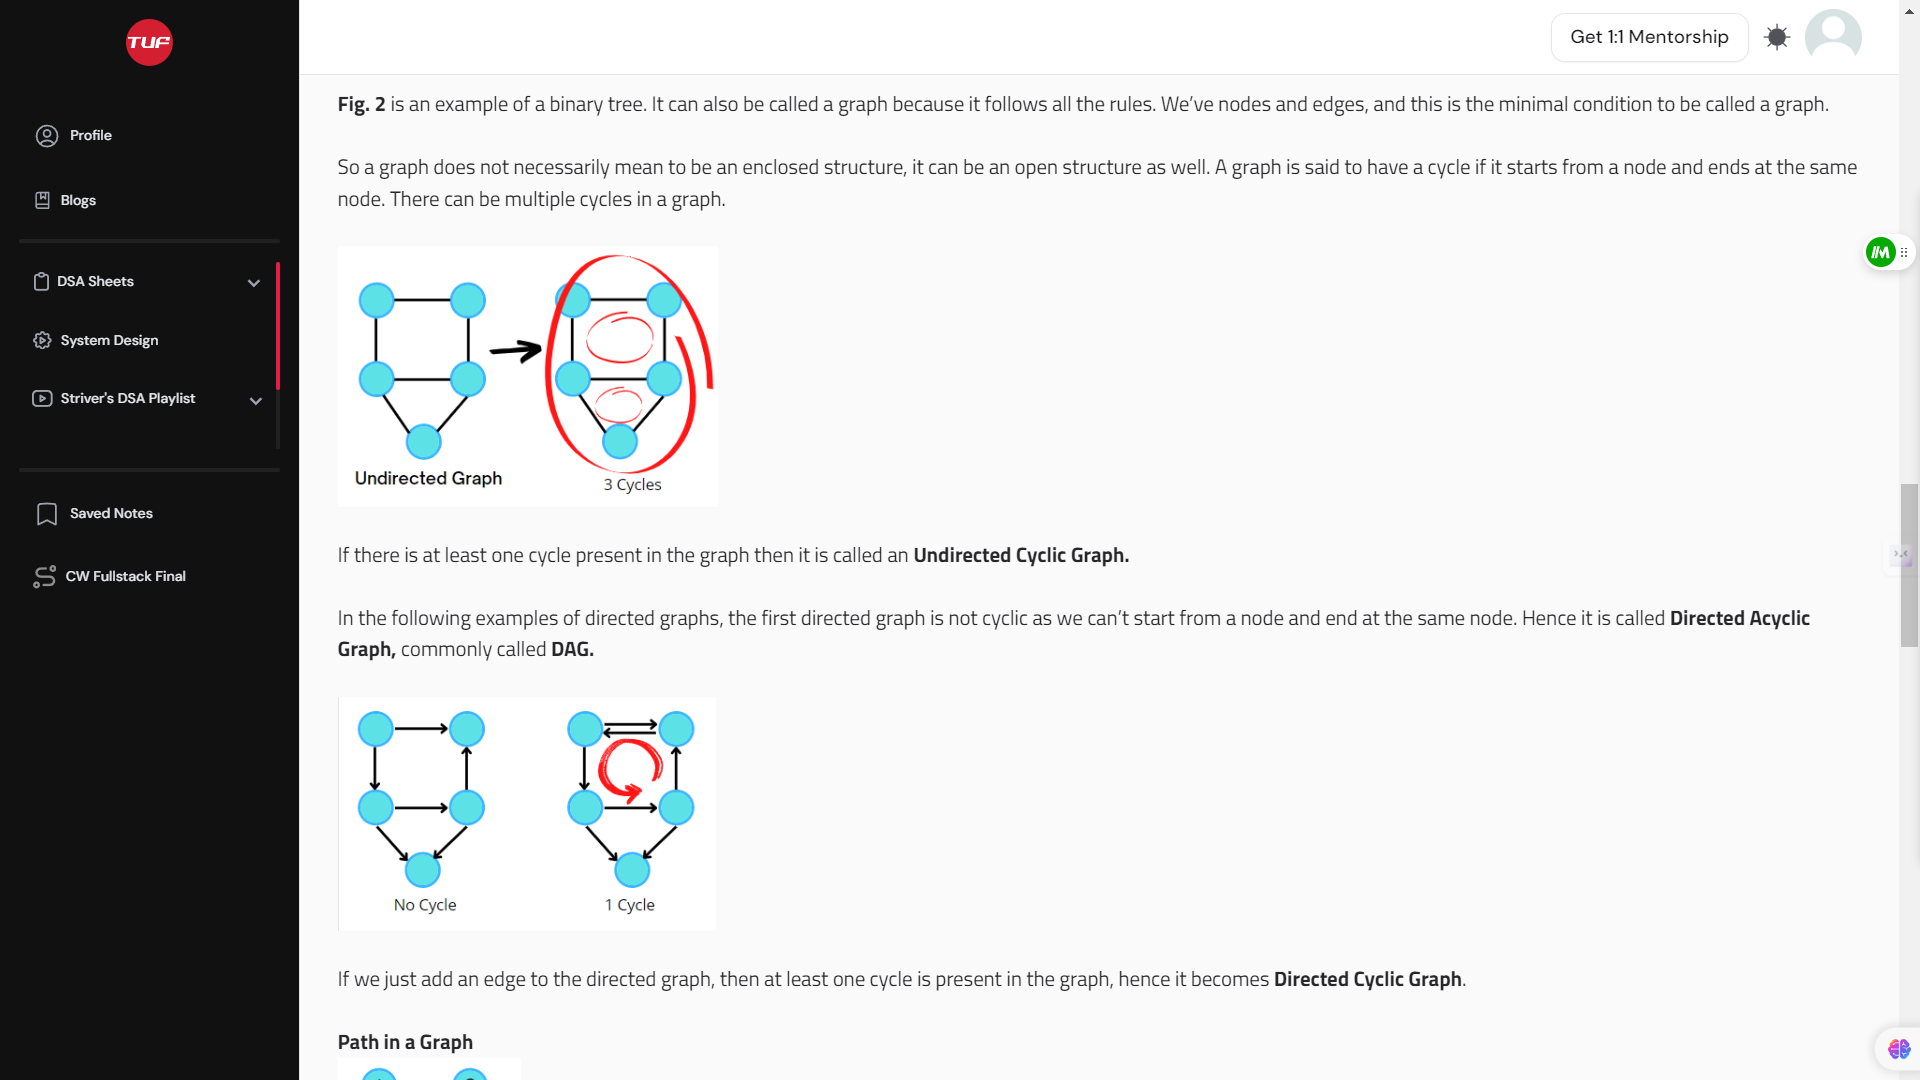 TUF
Get 1:1 Mentorship
Profile
Blogs
DSA Sheets
System Design
Striver's DSA Playlist
Saved Notes
CW Fullstack Final
Fig. 2 is an example of a binary tree. It can also be called a graph because it follows all the rules. We’ve nodes and edges, and this is the minimal condition to be called a graph.
So a graph does not necessarily mean to be an enclosed structure, it can be an open structure as well. A graph is said to have a cycle if it starts from a node and ends at the same
node. There can be multiple cycles in a graph.
Undirected Graph
3 Cycles
If there is at least one cycle present in the graph then it is called an Undirected Cyclic Graph.
In the following examples of directed graphs, the first directed graph is not cyclic as we can’t start from a node and end at the same node. Hence it is called Directed Acyclic
Graph, commonly called DAG.
No Cycle
1 Cycle
If we just add an edge to the directed graph, then at least one cycle is present in the graph, hence it becomes Directed Cyclic Graph.
Path in a Graph